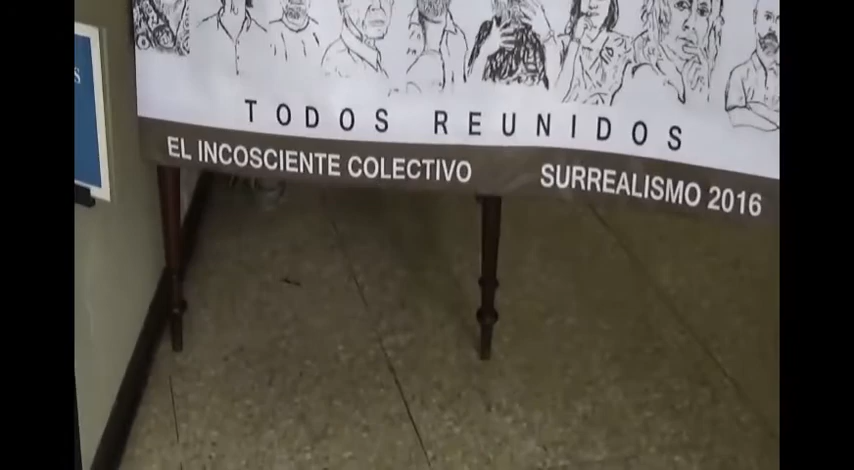 TODOS REUNIDOS
EL INCOSCIENTE COLECTIVO SURREALISMO 2016